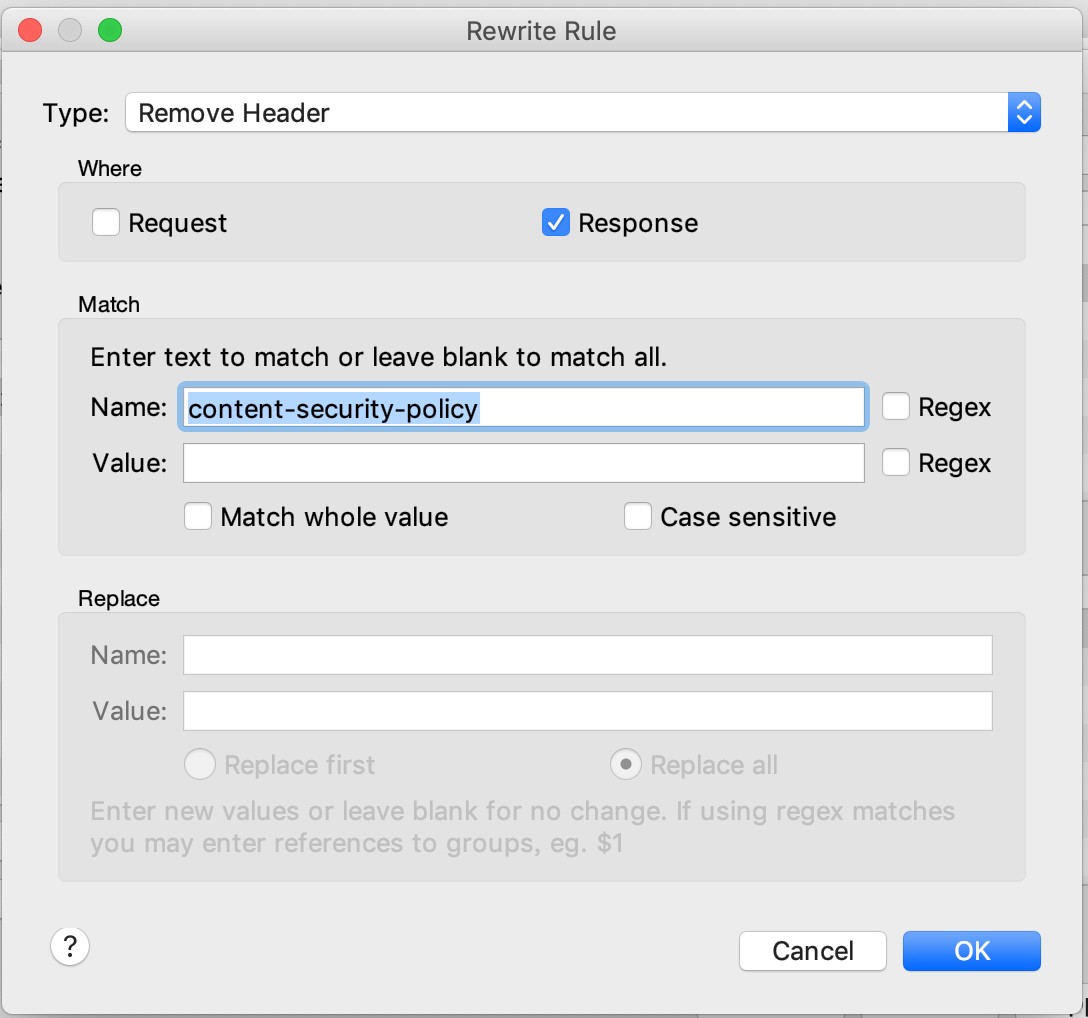 Rewrite Rule
Type: Remove Header
Where
Request Response
Match
Enter text to match or leave blank to match all.
Name: content-security-policy Regex
Value: Regex
Match whole value Case sensitive
Replace
Name:
Value:
Replace first Replace all
Enter new values or leave blank for no change. If using regex matches
you may enter references to groups, eg. $1
? Cancel OK